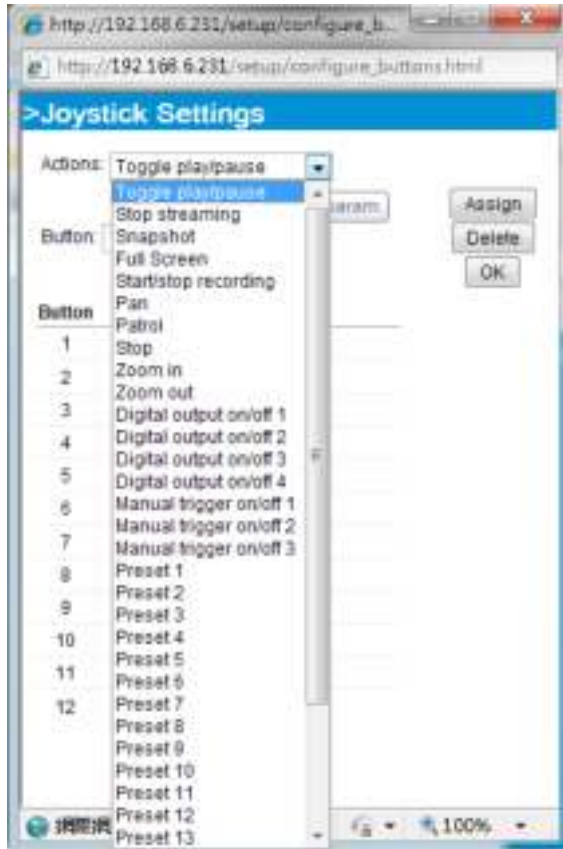 http://192.168.6.231/setup/configure_b...
http://192.168.6.231/setup/configure_buttons.html
>Joystick Settings
Actions: Toggle play/pause
Toggle play/pause
Stop streaming
Assign
Button Snapshot
Delete
Full Screen
OK
Start/stop recording
Button
Pan
Patrol
1
Stop
2
Zoom in
Zoom out
3
Digital output on/off 1
4
Digital output on/off 2
Digital output on/off 3
5
Digital output on/off 4
6
Manual trigger on/off 1
Manual trigger on/off 2
7
Manual trigger on/off 3
8
Preset 1
Preset 2
9
Preset 3
10
Preset 4
Preset 5
11
Preset 6
12
Preset 7
Preset 8
Preset 9
Preset 10
Preset 11
Preset 12
100%
Preset 13